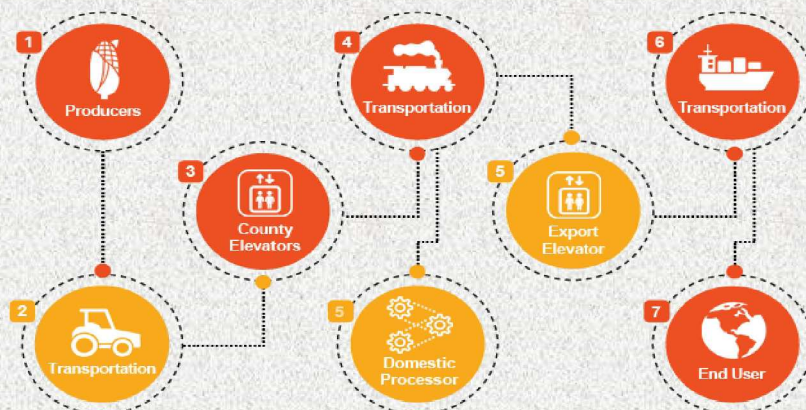 1
Producers
2
Transportation
3
County
Elevators
4
Transportation
5
Domestic
Processor
5
Export
Elevator
6
Transportation
7
End User